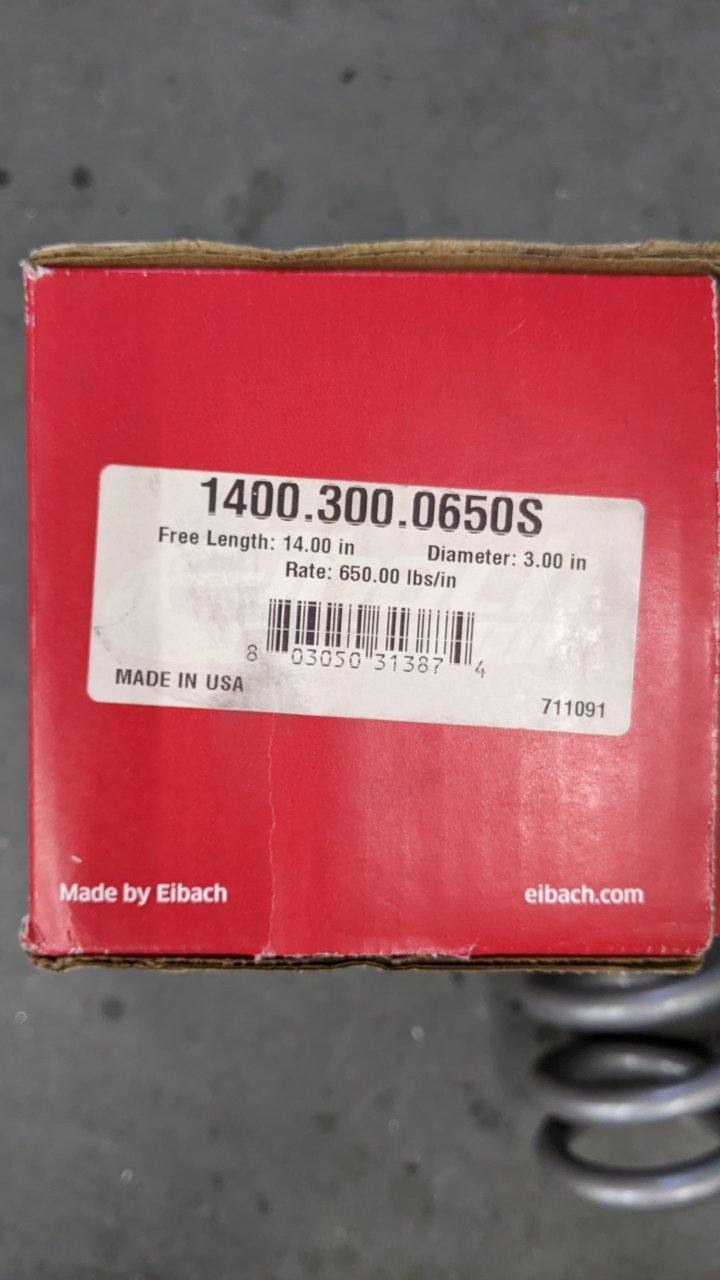 1400.300.0650S
Free Length: 14.00 in Diameter: 3.00 in
Rate: 650.00 lbs/in
8 03050 31387 4
MADE IN USA
711091
Made by Eibach eibach.com